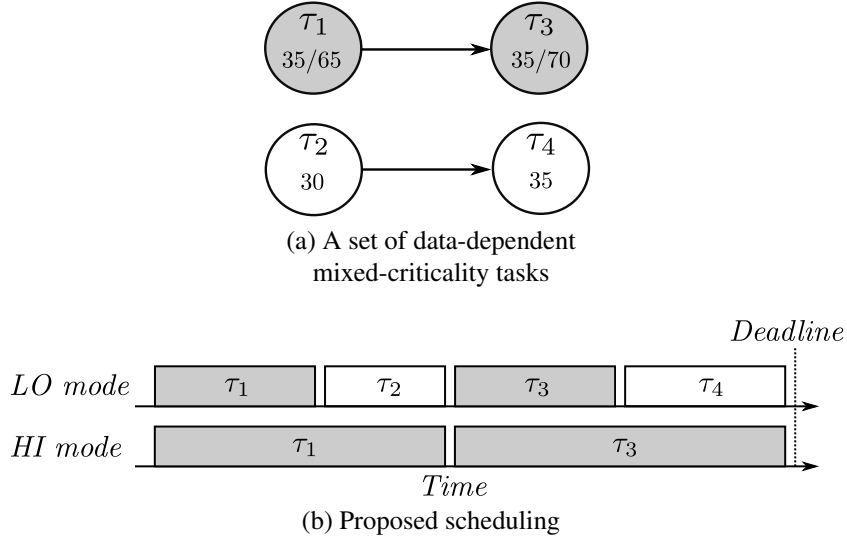 τ1 τ3
35/65 35/70
τ2 τ4
30 35
(a) A set of data-dependent
mixed-criticality tasks
Deadline
LO mode τ1 τ2 τ3 τ4
HI mode τ1 τ3
Time
(b) Proposed scheduling